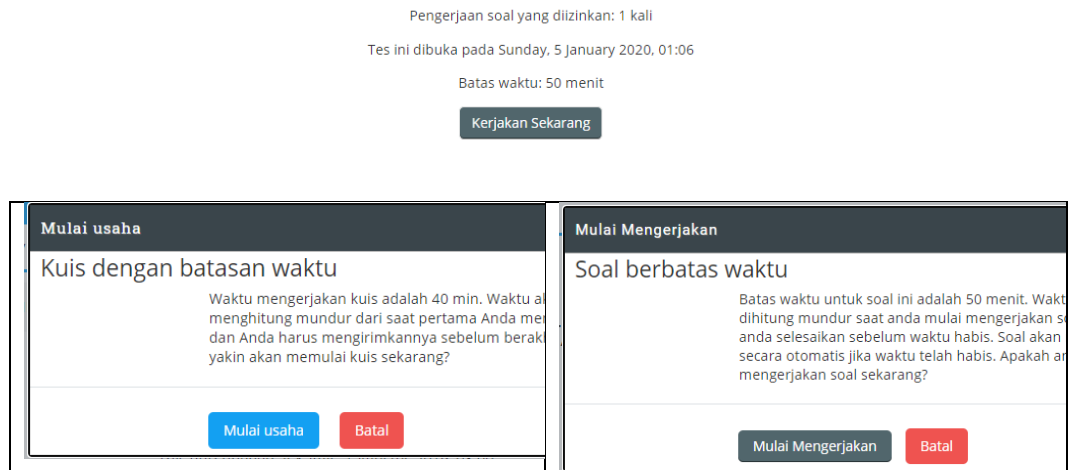 Pengerjaan soal yang diizinkan: 1 kali
Tes ini dibuka pada Sunday, 5 January 2020, 01:06
Batas waktu: 50 menit
Kerjakan Sekarang
Mulai usaha
Kuis dengan batasan waktu
Waktu mengerjakan kuis adalah 40 min. Waktu
menghitung mundur dari saat pertama Anda
dan Anda harus mengirimkannya sebelum
yakin akan memulai kuis sekarang?
Mulai usaha Batal
Mulai Mengerjakan
Soal berbatas waktu
Batas waktu untuk soal ini adalah 50 menit.
dihitung mundur saat anda mulai mengerjakan
anda selesaikan sebelum waktu habis. Soal akan
secara otomatis jika waktu telah habis. Apakah
mengerjakan soal sekarang?
Mulai Mengerjakan Batal